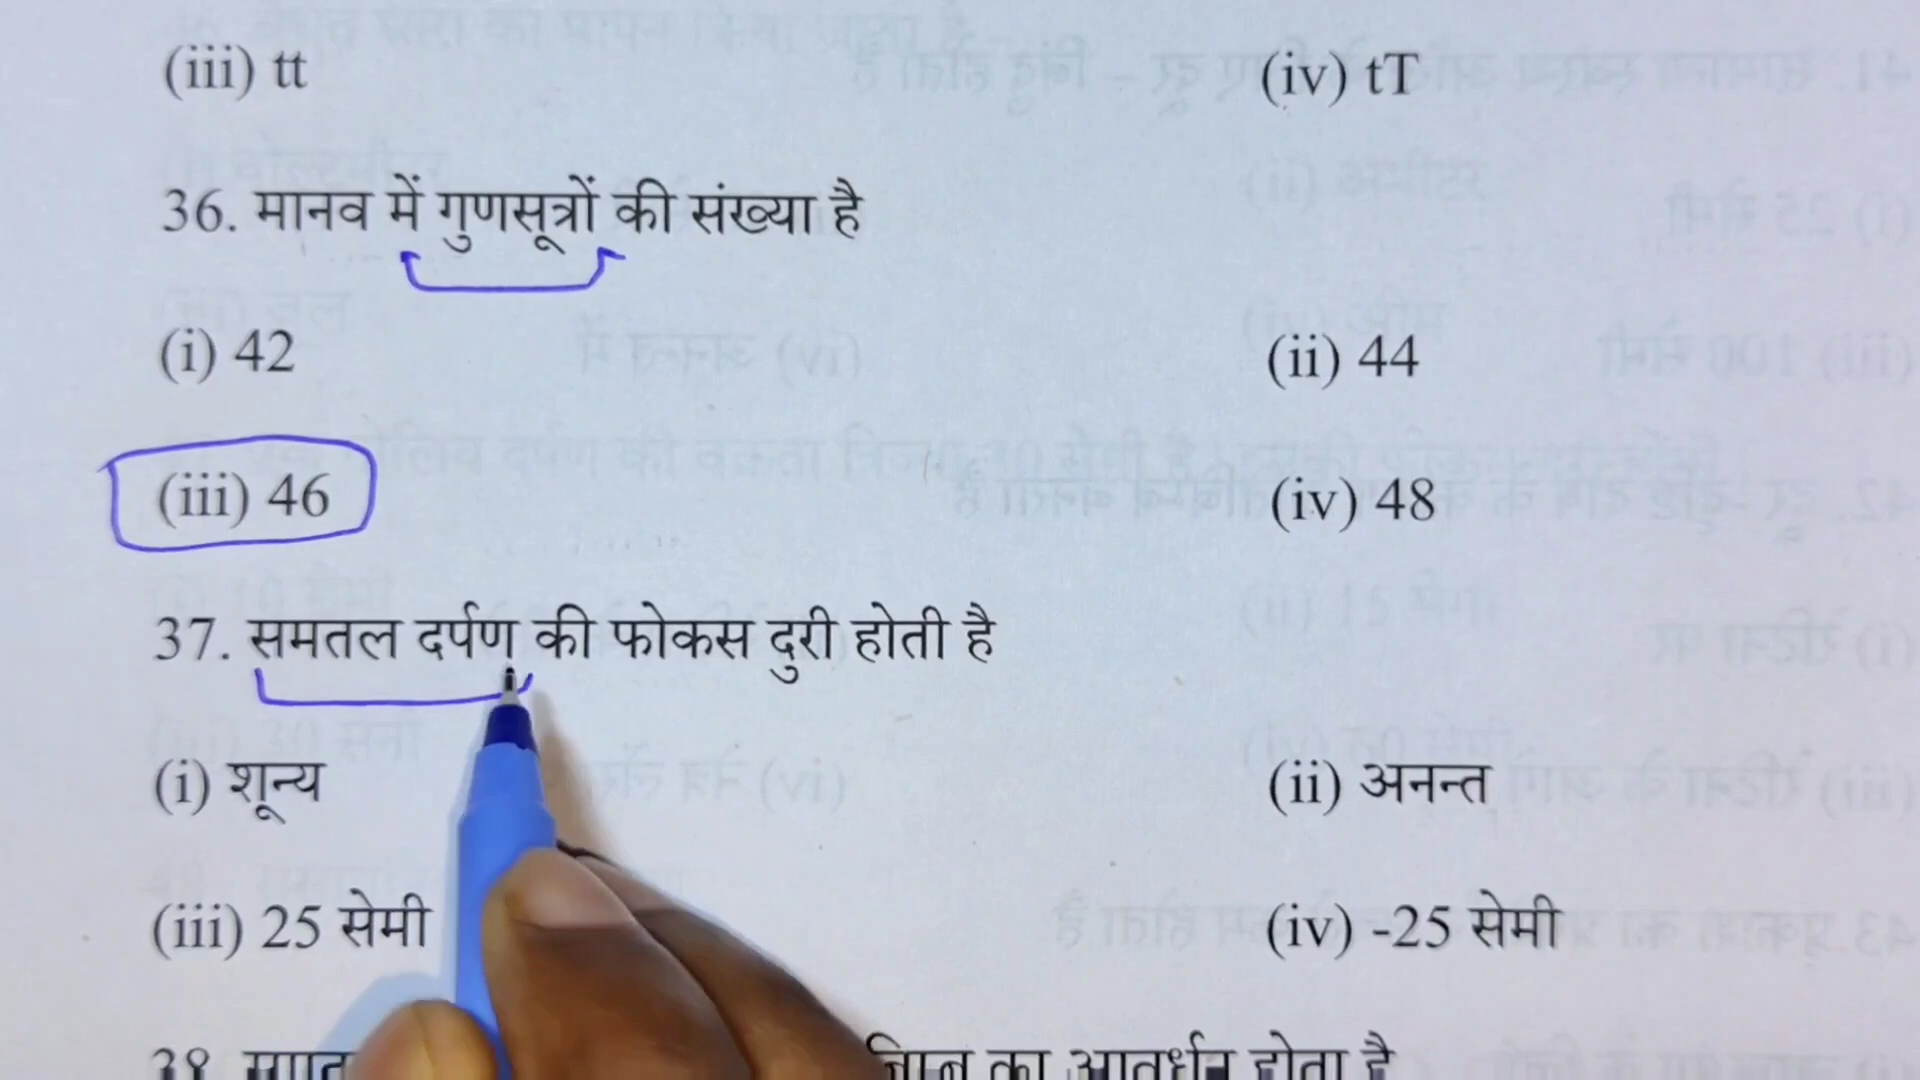 (iii) tt (iv) tT
36. मानव में गुणसूत्रों की संख्या है
(i) 42 (ii) 44
(iii) 46 (iv) 48
37. समतल दर्पण की फोकस दुरी होती है
(i) शून्य (ii) अनन्त
(iii) 25 सेमी (iv) -25 सेमी
38. का आवर्धन होता है